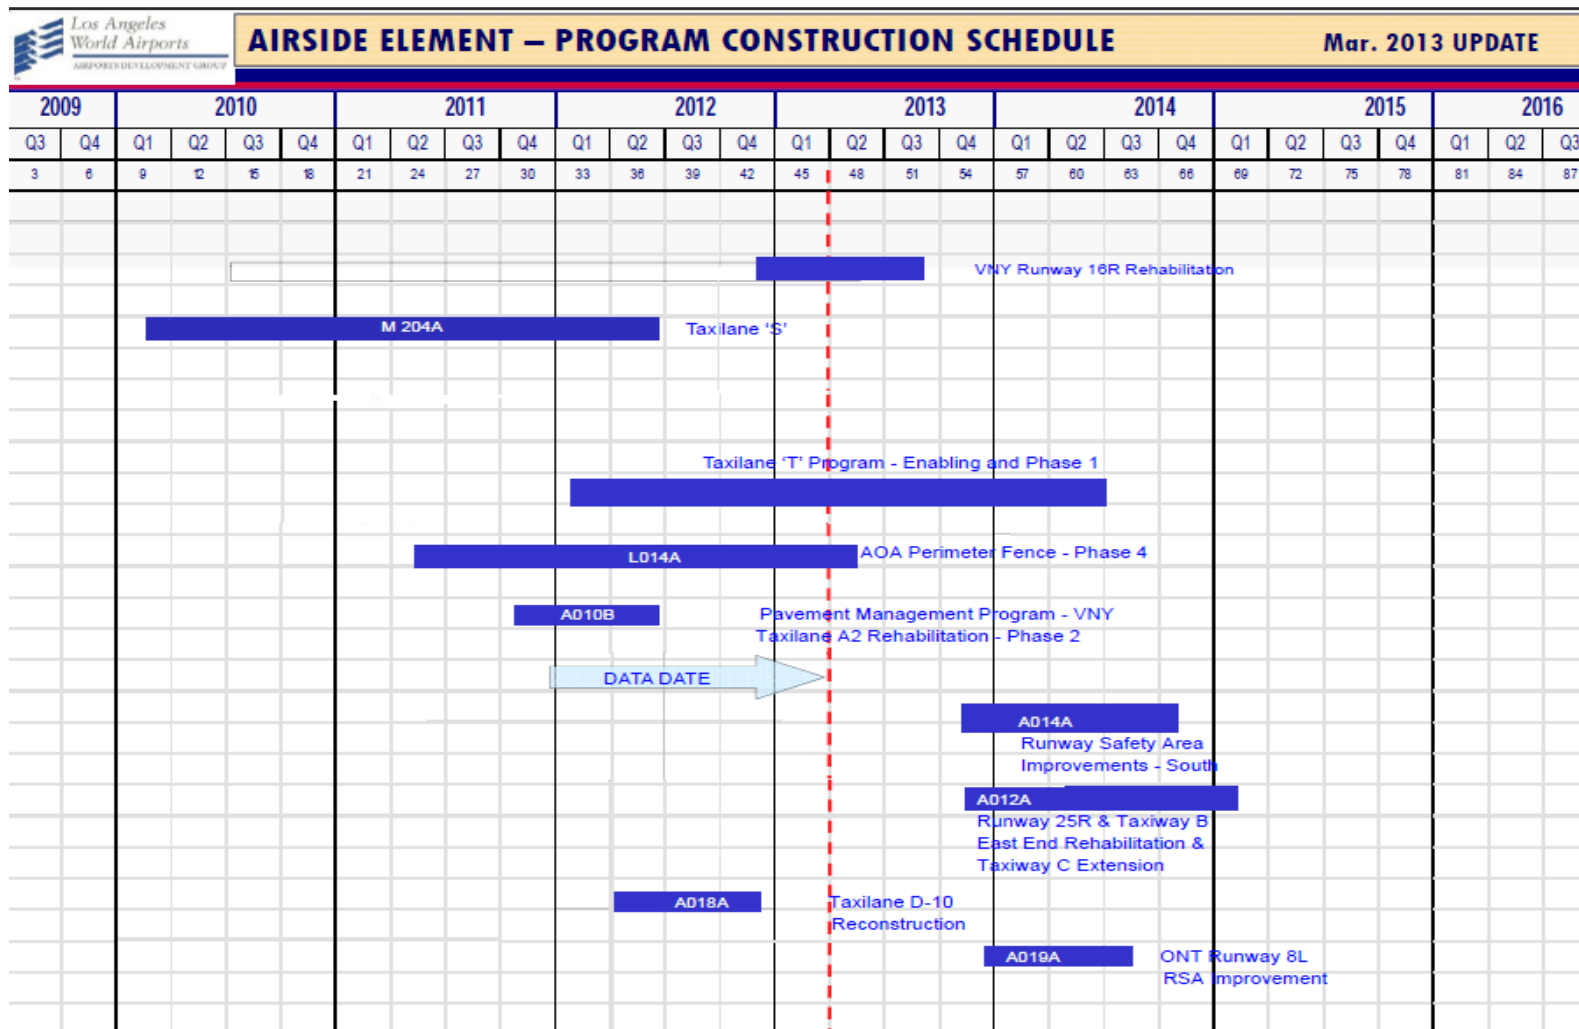 Los Angeles
World Airports
AIRPORTS DEVELOPMENT GROUP
AIRSIDE ELEMENT – PROGRAM CONSTRUCTION SCHEDULE
Mar. 2013 UPDATE
2009 2010 2011 2012 2013 2014 2015 2016
Q3 Q4 Q1 Q2 Q3 Q4 Q1 Q2 Q3 Q4 Q1 Q2 Q3 Q4 Q1 Q2 Q3 Q4 Q1 Q2 Q3 Q4 Q1 Q2 Q3 Q4 Q1 Q2 Q3
3 6 9 12 15 18 21 24 27 30 33 36 39 42 45 48 51 54 57 60 63 66 69 72 75 78 81 84 87
VNY Runway 16R Rehabilitation
M 204A Taxilane ‘S’
Taxilane ‘T’ Program - Enabling and Phase 1
L014A AOA Perimeter Fence - Phase 4
A010B Pavement Management Program - VNY
Taxilane A2 Rehabilitation - Phase 2
DATA DATE
A014A
Runway Safety Area
Improvements - South
A012A
Runway 25R & Taxiway B
East End Rehabilitation &
Taxiway C Extension
A018A Taxilane D-10
Reconstruction
A019A ONT Runway 8L
RSA Improvement